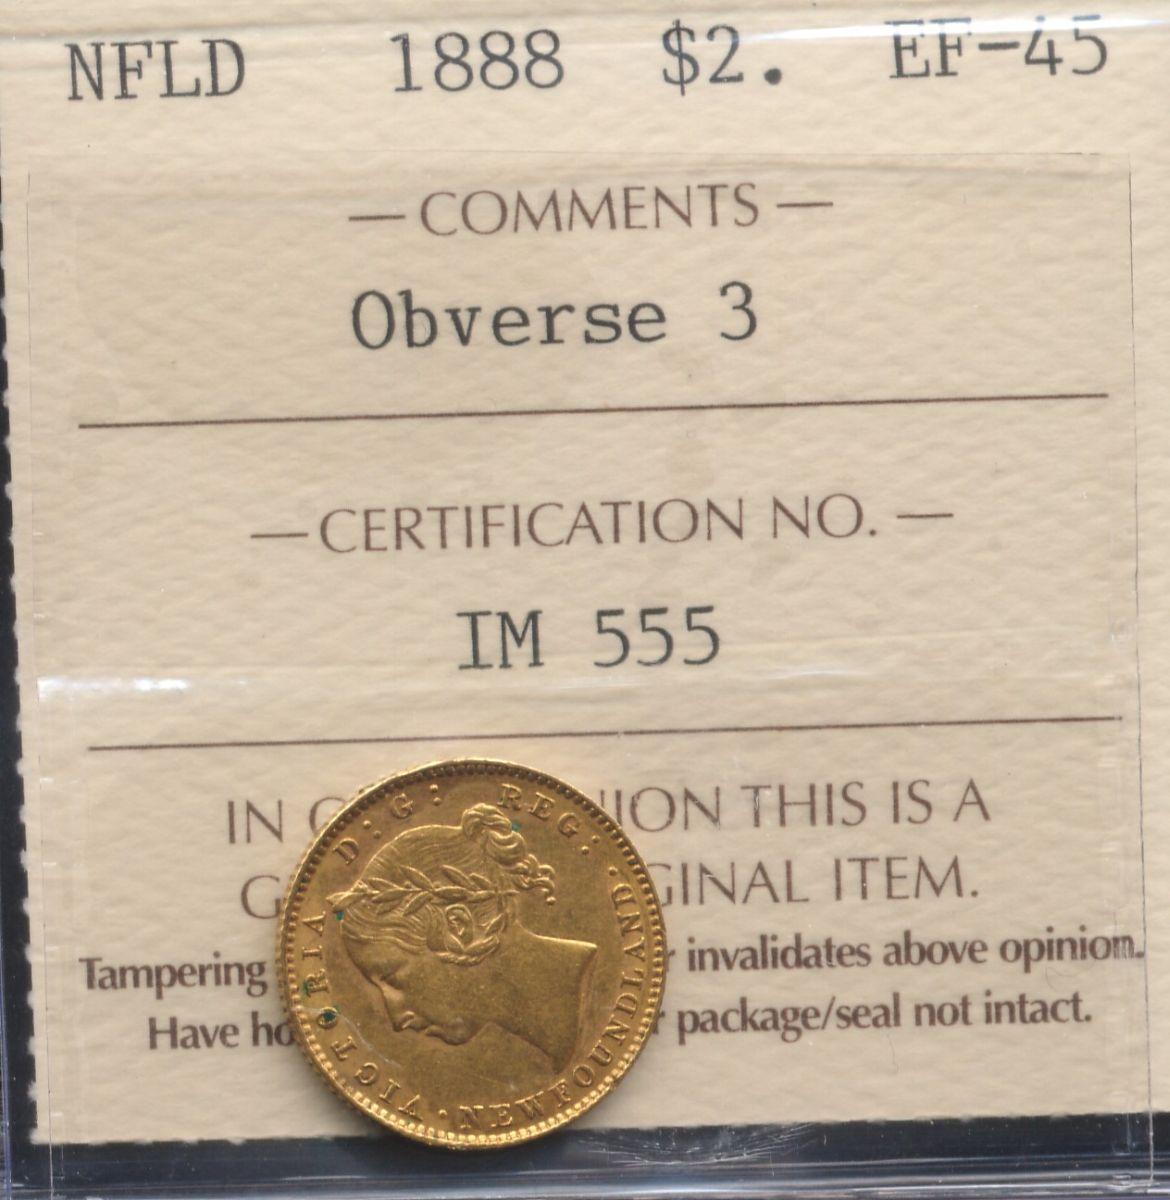 NFLD 1888 $2. EF-45
— COMMENTS —
Obverse 3
— CERTIFICATION NO. —
IM 555
IN ION THIS IS A
G GINAL ITEM.
Tampering r invalidates above opinion.
Have ho r package/seal not intact.
VICTORIA D:G: REG:
· NEWFOUNDLAND ·